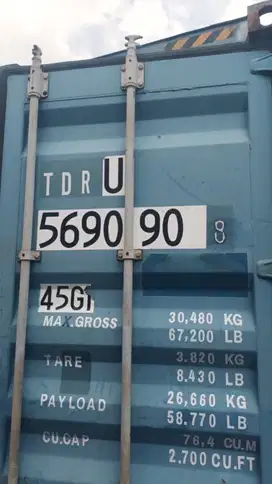 TDRU
569090 8
45G1
MAX.GROSS 30,480 KG
67,200 LB
TARE 3.820 KG
8.430 LB
PAYLOAD 26,660 KG
58.770 LB
CU.CAP 76,4 CU.M
2.700 CU.FT